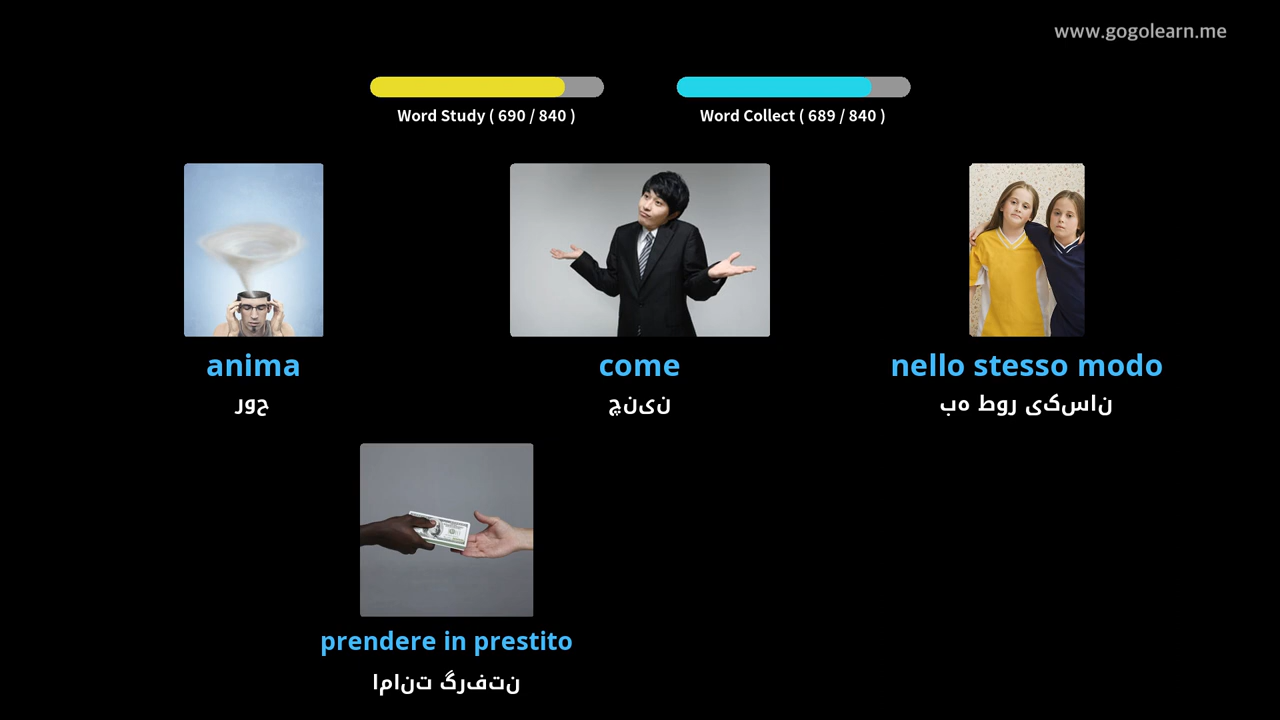 www.gogolearn.me
Word Study ( 690 / 840 )
Word Collect ( 689 / 840 )
anima
روح
come
چنین
nello stesso modo
به طور یکسان
prendere in prestito
امانت گرفتن